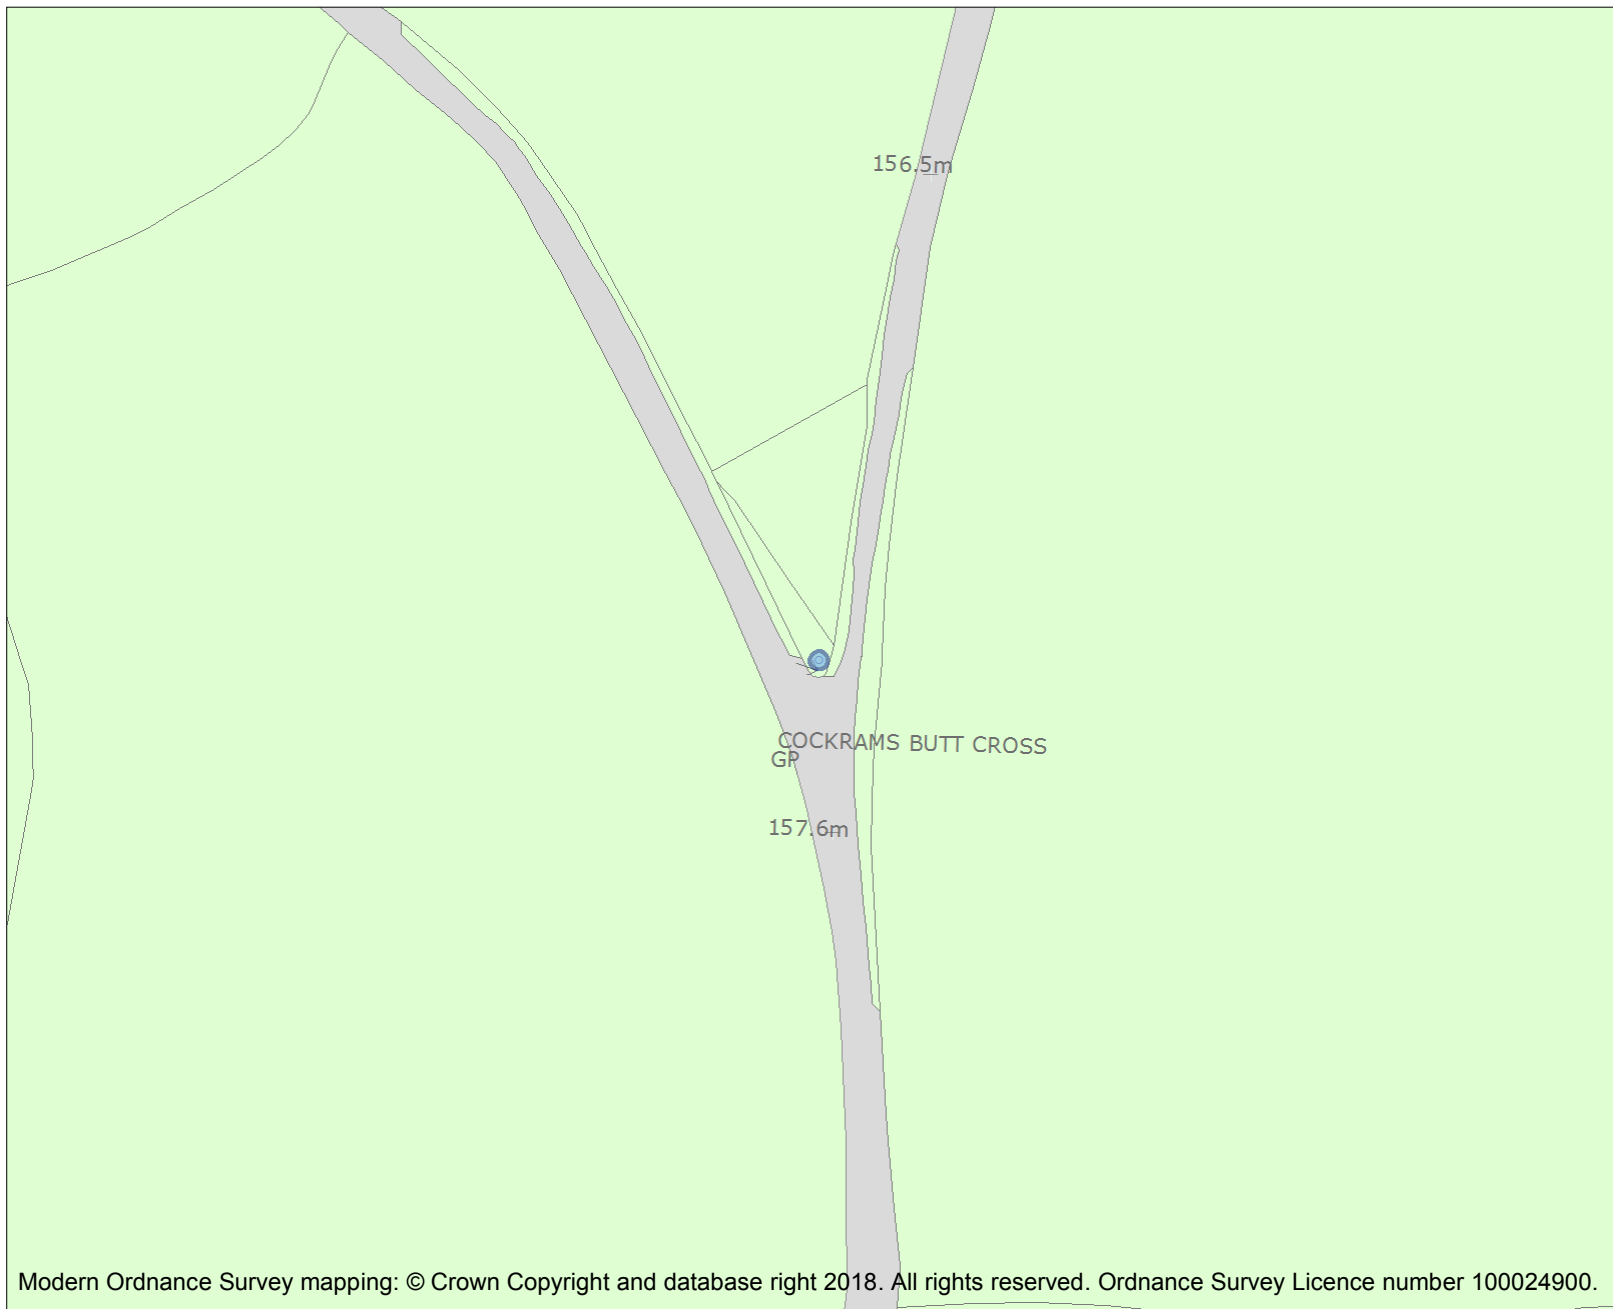 156.5m
COCKRAMS BUTT CROSS
GP
157.6m
Modern Ordnance Survey mapping: © Crown Copyright and database right 2018. All rights reserved. Ordnance Survey Licence number 100024900.